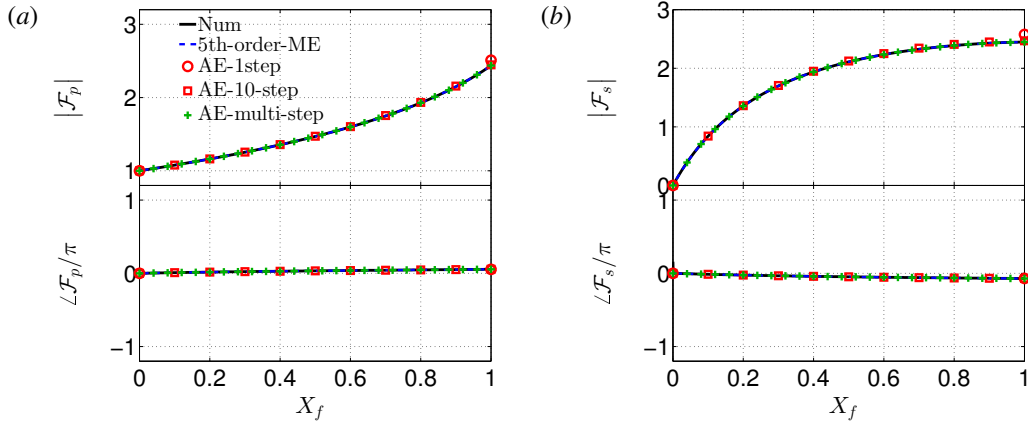 (a)
3
2
1
|𝓕ₚ|
Num
5th-order-ME
AE-1step
AE-10-step
AE-multi-step
1
0
−1
∠𝓕ₚ/π
0
0.2
0.4
0.6
0.8
1
X_f
(b)
3
2
1
0
|𝓕ₛ|
1
0
−1
∠𝓕ₛ/π
0
0.2
0.4
0.6
0.8
1
X_f